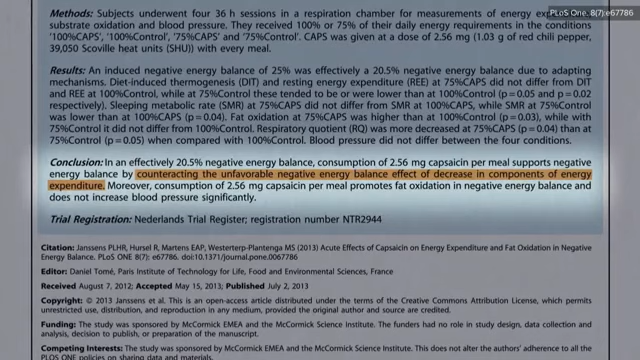 PLoS One. 8(7):e67786
Methods: Subjects underwent four 36 h sessions in a respiration chamber for measurements of energy
substrate oxidation and blood pressure. They received 100% or 75% of their daily energy requirements in the conditions
'100%CAPS', '100%Control', '75%CAPS' and '75%Control'. CAPS was given at a dose of 2.56 mg (1.03 g of red chili pepper,
39,050 Scoville heat units (SHU)) with every meal.
Results: An induced negative energy balance of 25% was effectively a 20.5% negative energy balance due to adapting
mechanisms. Diet-induced thermogenesis (DIT) and resting energy expenditure (REE) at 75%CAPS did not differ from DIT
and REE at 100%Control, while at 75%Control these tended to be or were lower than at 100%Control (p = 0.05 and p = 0.02
respectively). Sleeping metabolic rate (SMR) at 75%CAPS did not differ from SMR at 100%CAPS, while SMR at 75%Control
was lower than at 100%CAPS (p = 0.04). Fat oxidation at 75%CAPS was higher than at 100%Control (p = 0.03), while with
75%Control it did not differ from 100%Control. Respiratory quotient (RQ) was more decreased at 75%CAPS (p = 0.04) than at
75%Control (p = 0.05) when compared with 100%Control. Blood pressure did not differ between the four conditions.
Conclusion: In an effectively 20.5% negative energy balance, consumption of 2.56 mg capsaicin per meal supports negative
energy balance by counteracting the unfavorable negative energy balance effect of decrease in components of energy
expenditure. Moreover, consumption of 2.56 mg capsaicin per meal promotes fat oxidation in negative energy balance and
does not increase blood pressure significantly.
Trial Registration: Nederlands Trial Register; registration number NTR2944
Citation: Janssens PLHR, Hursel R, Martens EAP, Westerterp-Plantenga MS (2013) Acute Effects of Capsaicin on Energy Expenditure and Fat Oxidation in Negative
Energy Balance. PLoS ONE 8(7): e67786. doi:10.1371/journal.pone.0067786
Editor: Daniel Tomé, Paris Institute of Technology for Life, Food and Environmental Sciences, France
Received August 7, 2012; Accepted May 15, 2013; Published July 2, 2013
Copyright: © 2013 Janssens et al. This is an open-access article distributed under the terms of the Creative Commons Attribution License, which permits
unrestricted use, distribution, and reproduction in any medium, provided the original author and source are credited.
Funding: The study was sponsored by McCormick EMEA and the McCormick Science Institute. The funders had no role in study design, data collection and
analysis, decision to publish, or preparation of the manuscript.
Competing Interests: The study was sponsored by McCormick EMEA and the McCormick Science Institute. This does not alter the authors' adherence to all the
PLOS ONE policies on sharing data and materials.